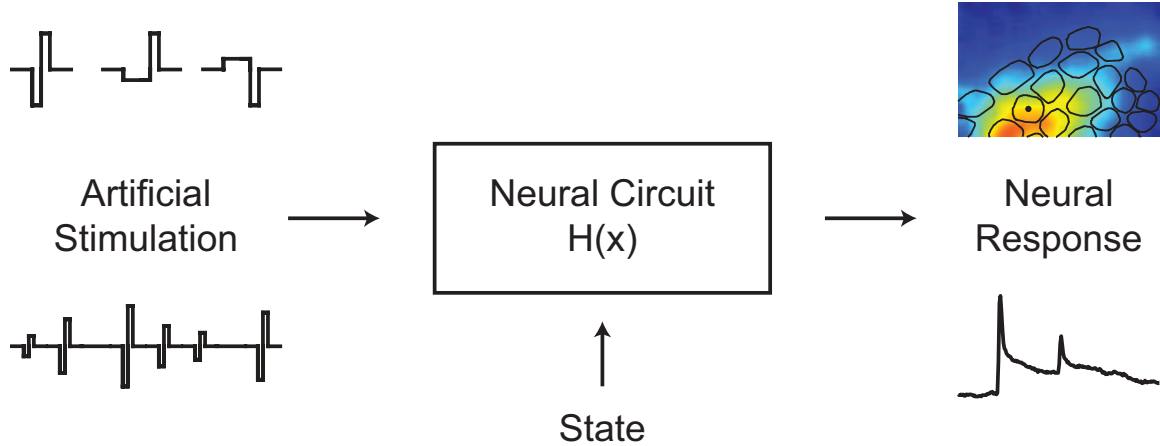 Artificial
Stimulation
Neural Circuit
H(x)
Neural
Response
State